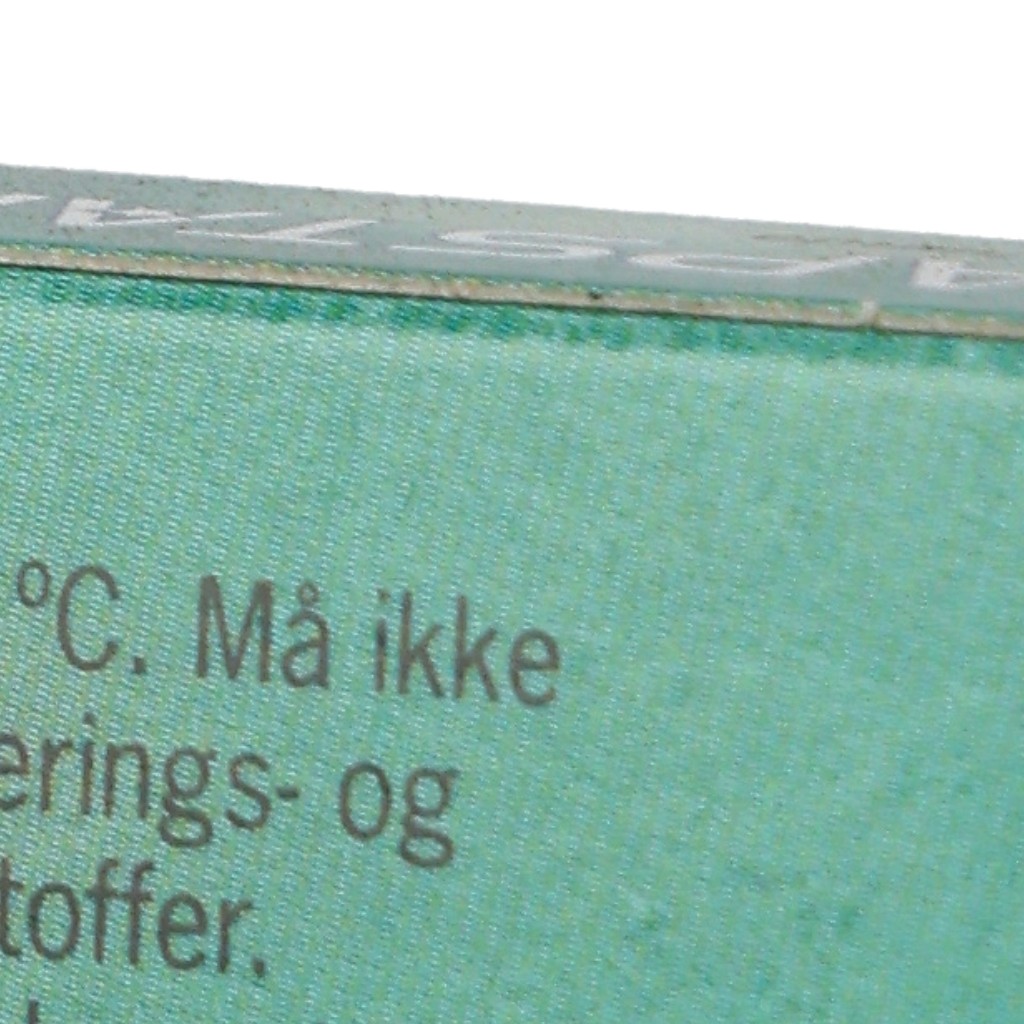 °C. Må ikke
erings- og
toffer.